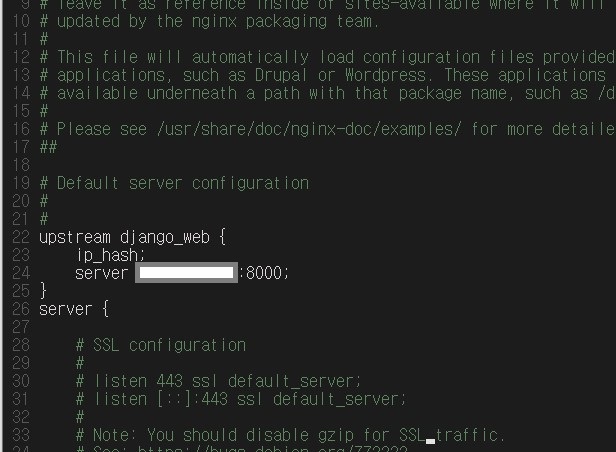 9 # leave it as reference inside of sites-available where it will
10 # updated by the nginx packaging team.
11 #
12 # This file will automatically load configuration files provided
13 # applications, such as Drupal or Wordpress. These applications
14 # available underneath a path with that package name, such as /d
15 #
16 # Please see /usr/share/doc/nginx-doc/examples/ for more detaile
17 ##
18
19 # Default server configuration
20 #
21 #
22 upstream django_web {
23 ip_hash;
24 server :8000;
25 }
26 server {
27
28 # SSL configuration
29 #
30 # listen 443 ssl default_server;
31 # listen [::]:443 ssl default_server;
32 #
33 # Note: You should disable gzip for SSL traffic.
34 # See: https://bugs.debian.org/773332